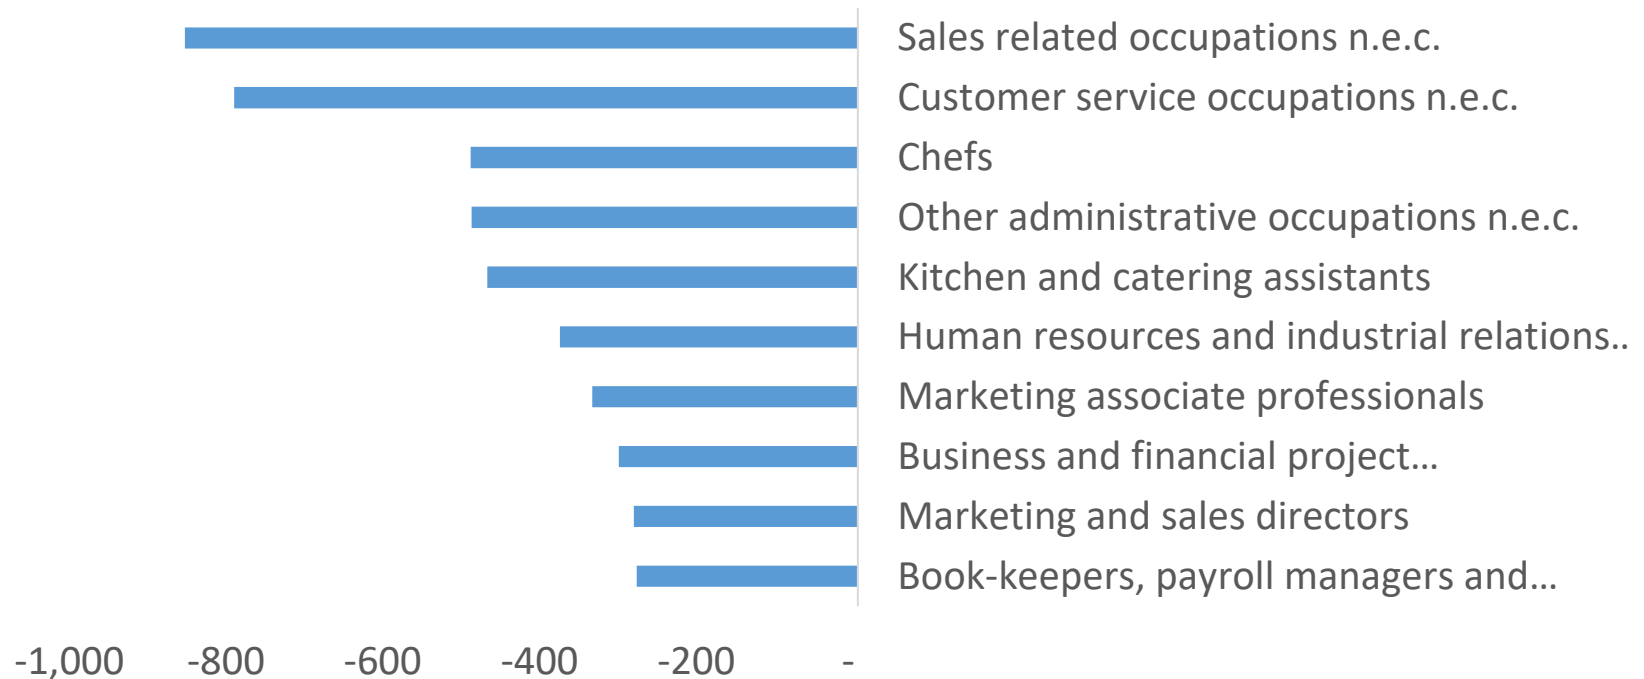 Sales related occupations n.e.c.
Customer service occupations n.e.c.
Chefs
Other administrative occupations n.e.c.
Kitchen and catering assistants
Human resources and industrial relations..
Marketing associate professionals
Business and financial project…
Marketing and sales directors
Book-keepers, payroll managers and…
-1,000 -800 -600 -400 -200 -